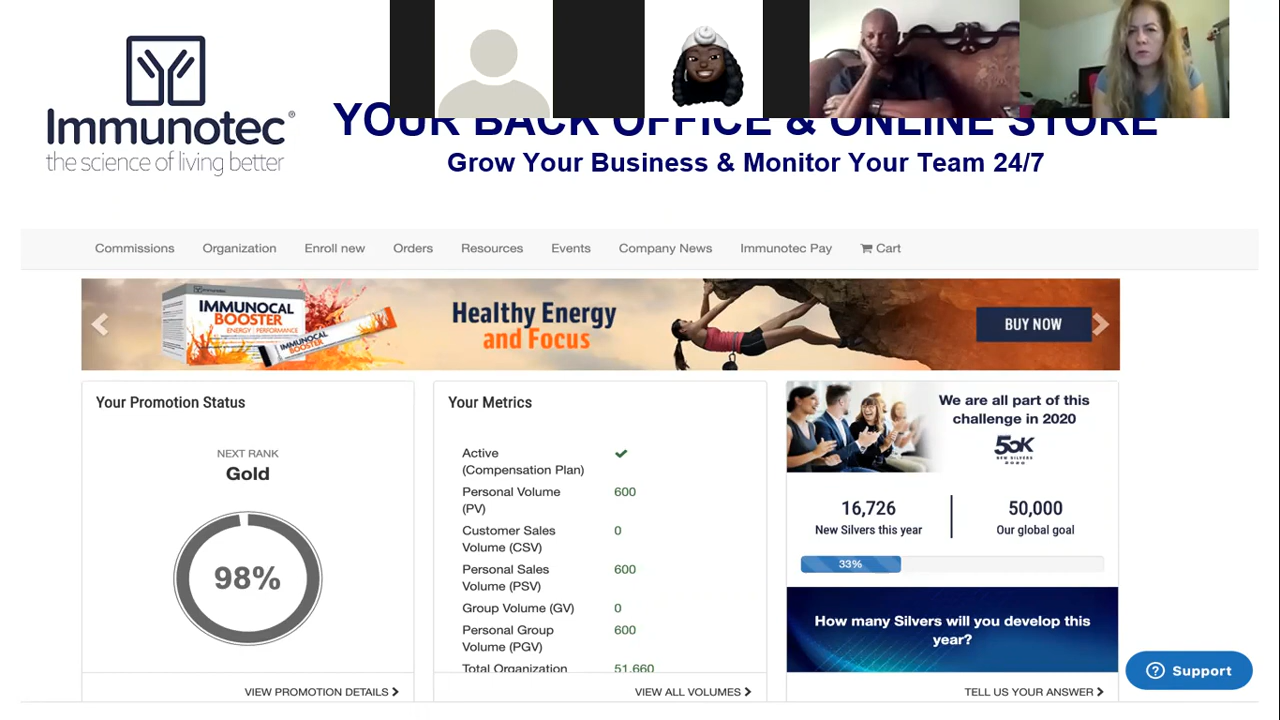 Immunotec®
the science of living better
YOUR BACK OFFICE & ONLINE STORE
Grow Your Business & Monitor Your Team 24/7
Commissions Organization Enroll new Orders Resources Events Company News Immunotec Pay Cart
IMMUNOCAL
BOOSTER
ENERGY | PERFORMANCE
IMMUNOCAL
BOOSTER
Healthy Energy
and Focus
BUY NOW
Your Promotion Status
NEXT RANK
Gold
98%
VIEW PROMOTION DETAILS
Your Metrics
Active
(Compensation Plan)
Personal Volume 600
(PV)
Customer Sales 0
Volume (CSV)
Personal Sales 600
Volume (PSV)
Group Volume (GV) 0
Personal Group 600
Volume (PGV)
Total Organization 51,660
VIEW ALL VOLUMES
We are all part of this
challenge in 2020
50K
NEW SILVERS
2020
16,726 50,000
New Silvers this year Our global goal
33%
How many Silvers will you develop this
year?
TELL US YOUR ANSWER
Support